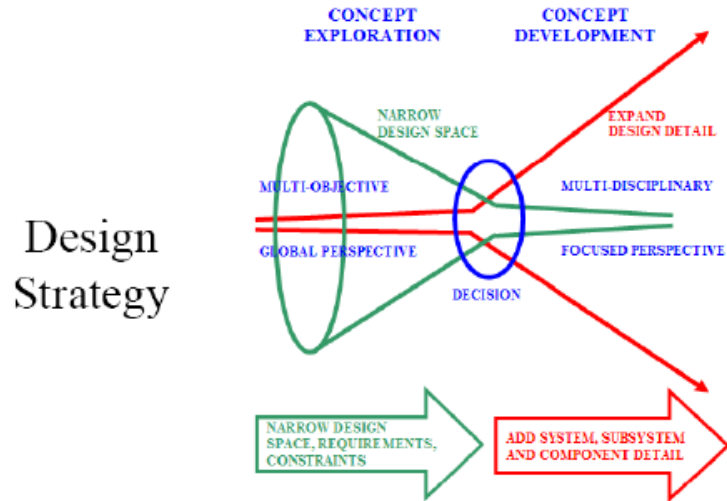 CONCEPT
EXPLORATION
CONCEPT
DEVELOPMENT
NARROW
DESIGN SPACE
EXPAND
DESIGN DETAIL
MULTI-OBJECTIVE
MULTI-DISCIPLINARY
Design
Strategy
GLOBAL PERSPECTIVE
FOCUSED PERSPECTIVE
DECISION
NARROW DESIGN
SPACE, REQUIREMENTS,
CONSTRAINTS
ADD SYSTEM, SUBSYSTEM
AND COMPONENT DETAIL